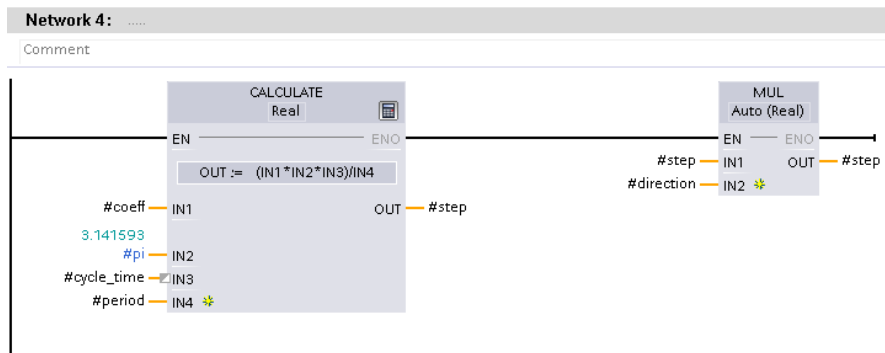 Network 4: .....
Comment
CALCULATE
Real
EN ENO
OUT := (IN1*IN2*IN3)/IN4
#coeff IN1 OUT #step
3.141593
#pi IN2
#cycle_time IN3
#period IN4
MUL
Auto (Real)
EN ENO
#step IN1 OUT #step
#direction IN2